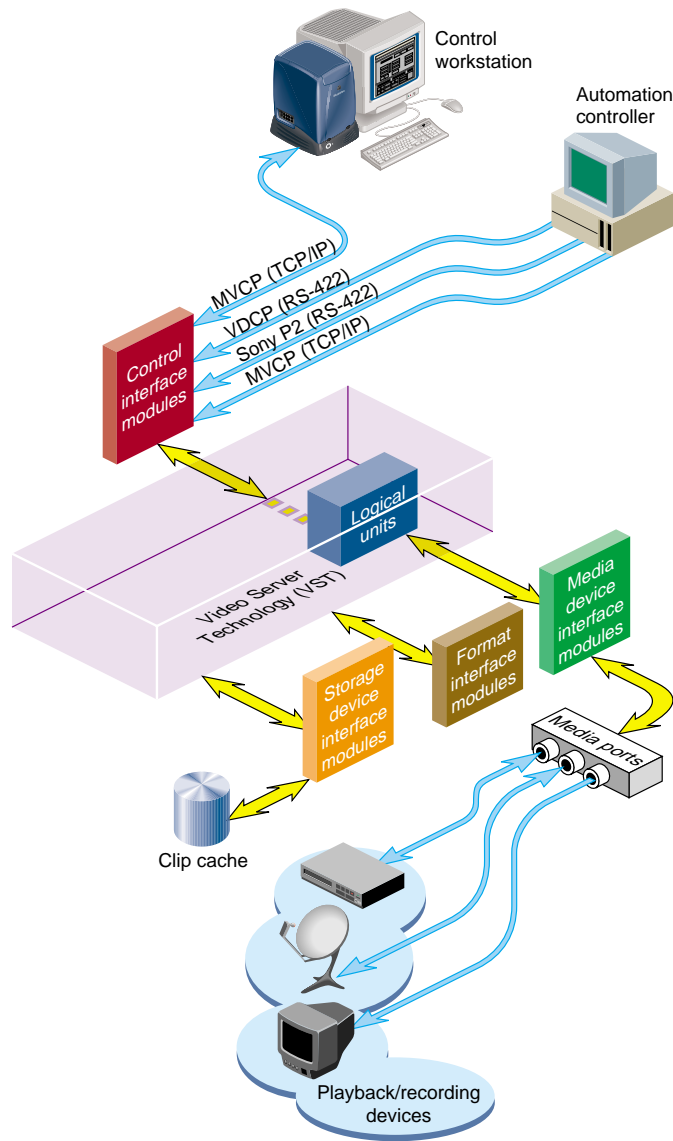 Control
workstation
Automation
controller
MVCP (TCP/IP)
VDCP (RS-422)
Sony P2 (RS-422)
MVCP (TCP/IP)
Control
interface
modules
Logical
units
Video Server
Technology (VST)
Media
device
interface
modules
Format
interface
modules
Storage
device
interface
modules
Media ports
Clip cache
Playback/recording
devices